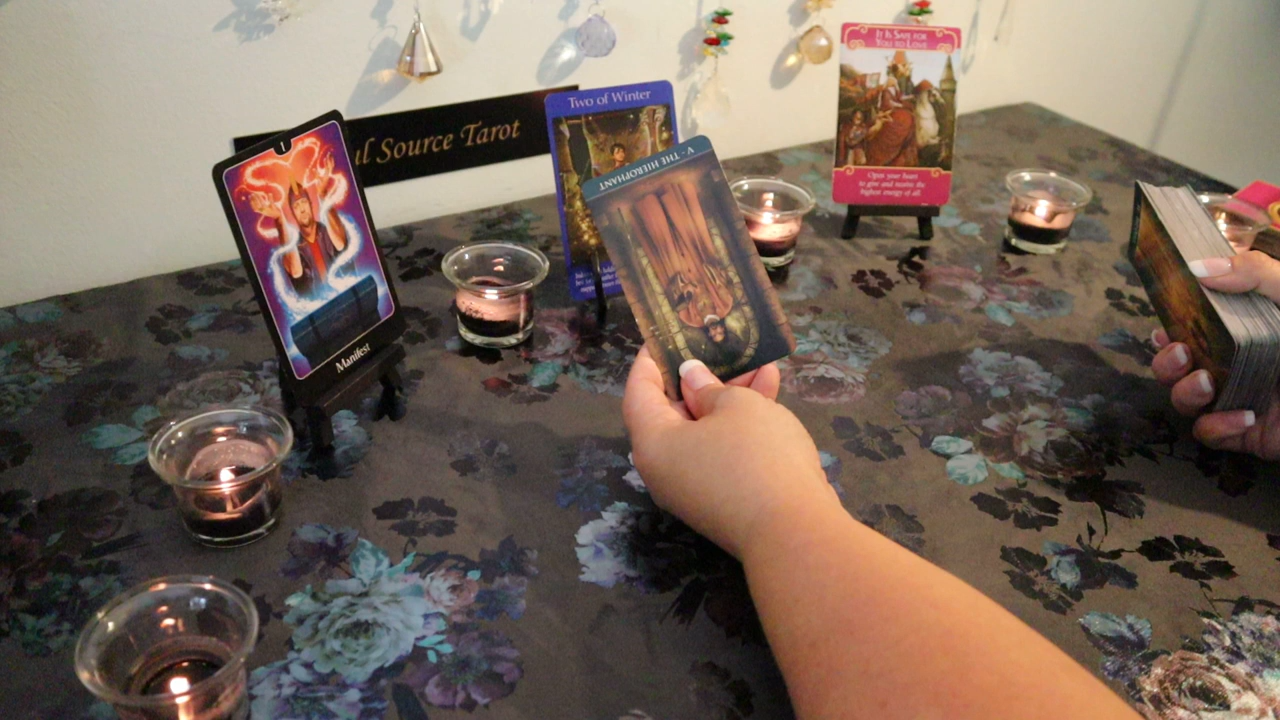 IT IS SAFE FOR
YOU TO LOVE
Two of Winter
ul Source Tarot
I
V - THE HIEROPHANT
Open your heart
to give and receive the
highest energy of all
Manifest